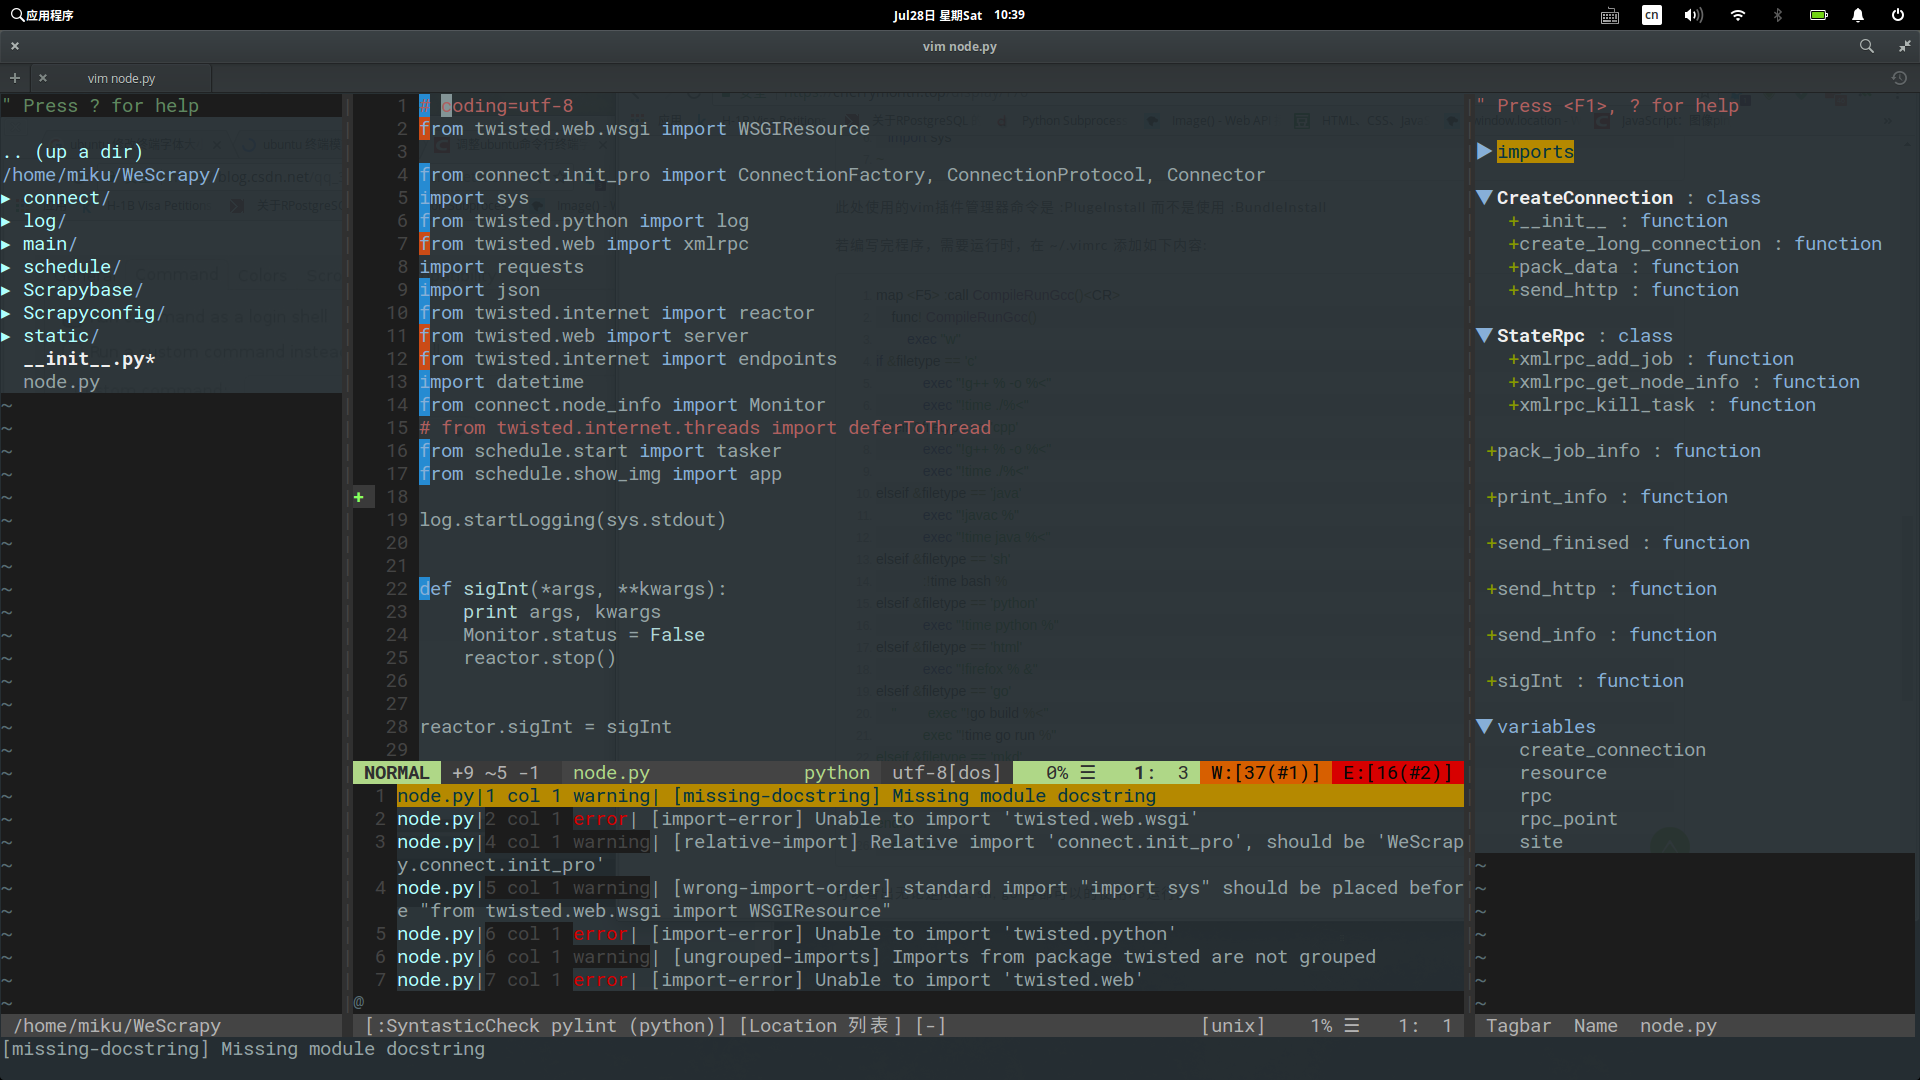 应用程序
Jul28日 星期Sat 10:39
cn
vim node.py
vim node.py
" Press ? for help
.. (up a dir)
/home/miku/WeScrapy/
▸ connect/
▸ log/
▸ main/
▸ schedule/
▸ Scrapybase/
▸ Scrapyconfig/
▸ static/
__init__.py*
node.py
/home/miku/WeScrapy
1 # coding=utf-8
2 from twisted.web.wsgi import WSGIResource
3
4 from connect.init_pro import ConnectionFactory, ConnectionProtocol, Connector
5 import sys
6 from twisted.python import log
7 from twisted.web import xmlrpc
8 import requests
9 import json
10 from twisted.internet import reactor
11 from twisted.web import server
12 from twisted.internet import endpoints
13 import datetime
14 from connect.node_info import Monitor
15 # from twisted.internet.threads import deferToThread
16 from schedule.start import tasker
17 from schedule.show_img import app
+ 18
19 log.startLogging(sys.stdout)
20
21
22 def sigInt(*args, **kwargs):
23     print args, kwargs
24     Monitor.status = False
25     reactor.stop()
26
27
28 reactor.sigInt = sigInt
29
NORMAL +9 ~5 -1 node.py python utf-8[dos] 0% ☰ 1: 3 W:[37(#1)] E:[16(#2)]
1 node.py|1 col 1 warning| [missing-docstring] Missing module docstring
2 node.py|2 col 1 error| [import-error] Unable to import 'twisted.web.wsgi'
3 node.py|4 col 1 warning| [relative-import] Relative import 'connect.init_pro', should be 'WeScrap
y.connect.init_pro'
4 node.py|5 col 1 warning| [wrong-import-order] standard import "import sys" should be placed befor
e "from twisted.web.wsgi import WSGIResource"
5 node.py|6 col 1 error| [import-error] Unable to import 'twisted.python'
6 node.py|6 col 1 warning| [ungrouped-imports] Imports from package twisted are not grouped
7 node.py|7 col 1 error| [import-error] Unable to import 'twisted.web'
@
[:SyntasticCheck pylint (python)] [Location 列表] [-] [unix] 1% ☰ 1: 1
" Press <F1>, ? for help
▶ imports
▼ CreateConnection : class
+__init__ : function
+create_long_connection : function
+pack_data : function
+send_http : function
▼ StateRpc : class
+xmlrpc_add_job : function
+xmlrpc_get_node_info : function
+xmlrpc_kill_task : function
+pack_job_info : function
+print_info : function
+send_finised : function
+send_http : function
+send_info : function
+sigInt : function
▼ variables
create_connection
resource
rpc
rpc_point
site
Tagbar Name node.py
[missing-docstring] Missing module docstring